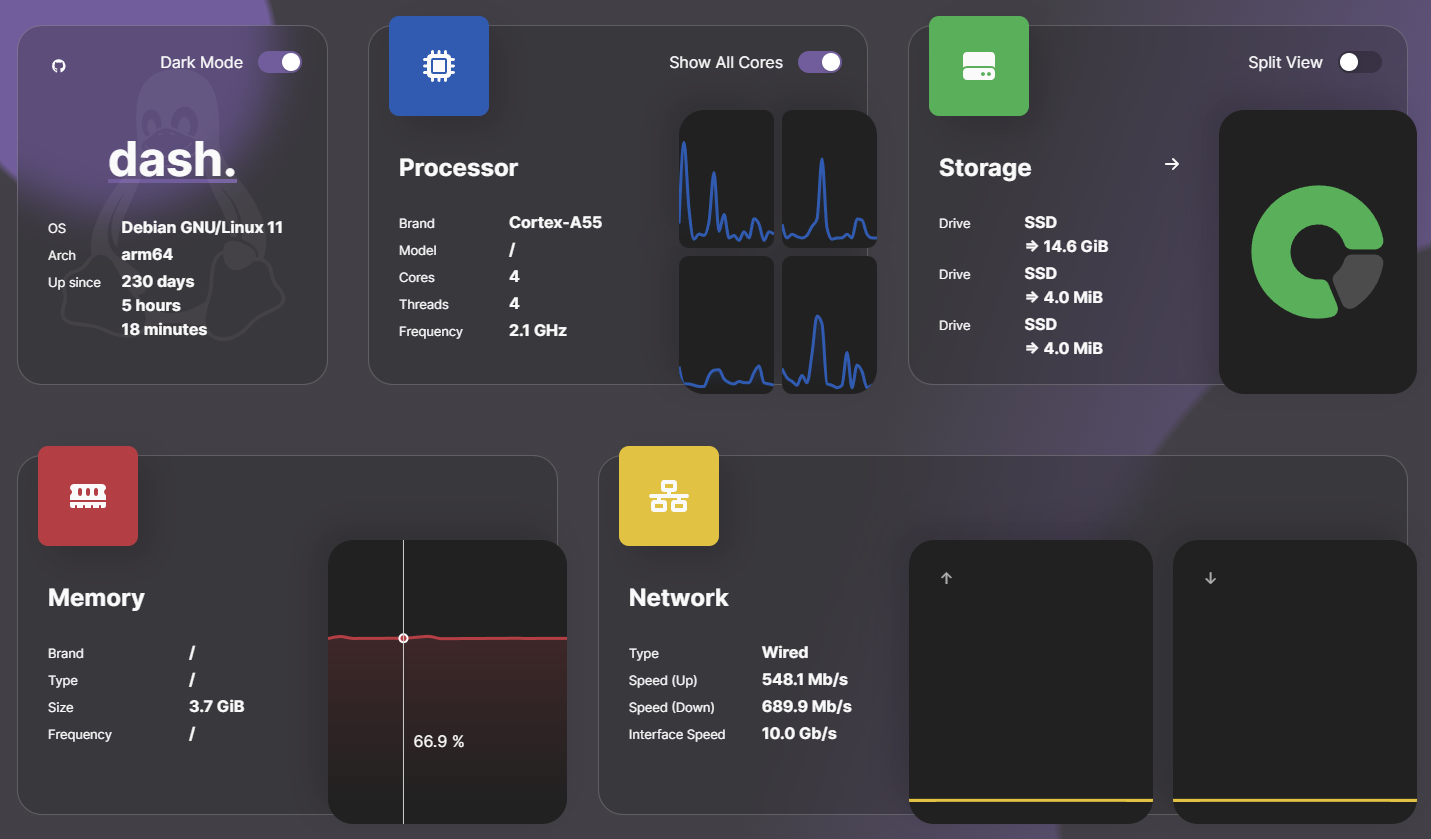 Dark Mode
dash.
OS Debian GNU/Linux 11
Arch arm64
Up since 230 days
5 hours
18 minutes
Show All Cores
Processor
Brand Cortex-A55
Model /
Cores 4
Threads 4
Frequency 2.1 GHz
Split View
Storage →
Drive SSD
⇒ 14.6 GiB
Drive SSD
⇒ 4.0 MiB
Drive SSD
⇒ 4.0 MiB
Memory
Brand /
Type /
Size 3.7 GiB
Frequency /
66.9 %
Network
Type Wired
Speed (Up) 548.1 Mb/s
Speed (Down) 689.9 Mb/s
Interface Speed 10.0 Gb/s
↑
↓